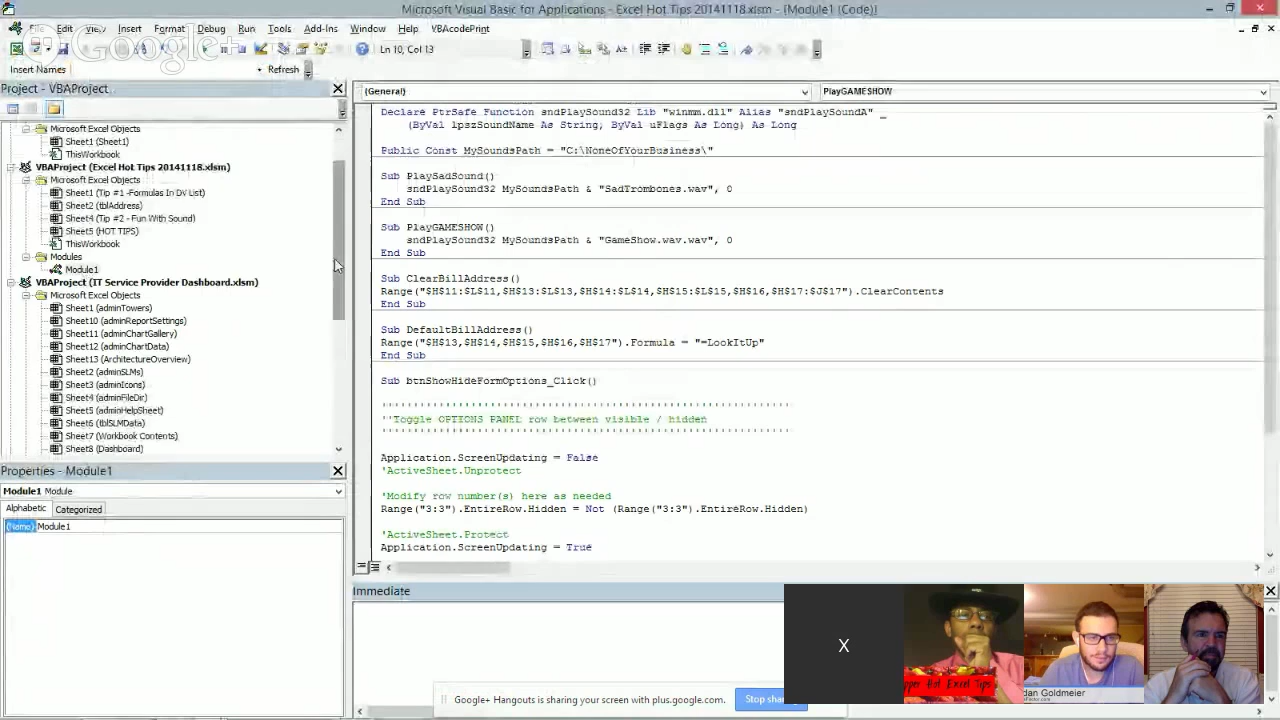 Microsoft Visual Basic for Applications - Excel Hot Tips 20141118.xlsm - [Module1 (Code)]
File Edit View Insert Format Debug Run Tools Add-Ins Window Help VBAcodePrint
Google+
Ln 10, Col 13
Insert Names
Refresh
Project - VBAProject
(General)
PlayGAMESHOW
Microsoft Excel Objects
Sheet1 (Sheet1)
ThisWorkbook
VBAProject (Excel Hot Tips 20141118.xlsm)
Microsoft Excel Objects
Sheet1 (Tip #1 -Formulas In DV List)
Sheet2 (tblAddress)
Sheet4 (Tip #2 - Fun With Sound)
Sheet5 (HOT TIPS)
ThisWorkbook
Modules
Module1
VBAProject (IT Service Provider Dashboard.xlsm)
Microsoft Excel Objects
Sheet1 (adminTowers)
Sheet10 (adminReportSettings)
Sheet11 (adminChartGallery)
Sheet12 (adminChartData)
Sheet13 (ArchitectureOverview)
Sheet2 (adminSLMs)
Sheet3 (adminIcons)
Sheet4 (adminFileDir)
Sheet5 (adminHelpSheet)
Sheet6 (tblSLMData)
Sheet7 (Workbook Contents)
Sheet8 (Dashboard)
Properties - Module1
Module1 Module
Alphabetic Categorized
(Name) Module1
Declare PtrSafe Function sndPlaySound32 Lib "winmm.dll" Alias "sndPlaySoundA" _
(ByVal lpszSoundName As String, ByVal uFlags As Long) As Long
Public Const MySoundsPath = "C:\NoneOfYourBusiness\"
Sub PlaySadSound()
sndPlaySound32 MySoundsPath & "SadTrombones.wav", 0
End Sub
Sub PlayGAMESHOW()
sndPlaySound32 MySoundsPath & "GameShow.wav.wav", 0
End Sub
Sub ClearBillAddress()
Range("$H$11:$L$11,$H$13:$L$13,$H$14:$L$14,$H$15:$L$15,$H$16,$H$17:$J$17").ClearContents
End Sub
Sub DefaultBillAddress()
Range("$H$13,$H$14,$H$15,$H$16,$H$17").Formula = "=LookItUp"
End Sub
Sub btnShowHideFormOptions_Click()
''Toggle OPTIONS PANEL row between visible / hidden
Application.ScreenUpdating = False
'ActiveSheet.Unprotect
'Modify row number(s) here as needed
Range("3:3").EntireRow.Hidden = Not (Range("3:3").EntireRow.Hidden)
'ActiveSheet.Protect
Application.ScreenUpdating = True
Immediate
X
pper Hot Excel Tips
dan Goldmeier
Google+ Hangouts is sharing your screen with plus.google.com.
Stop sharing